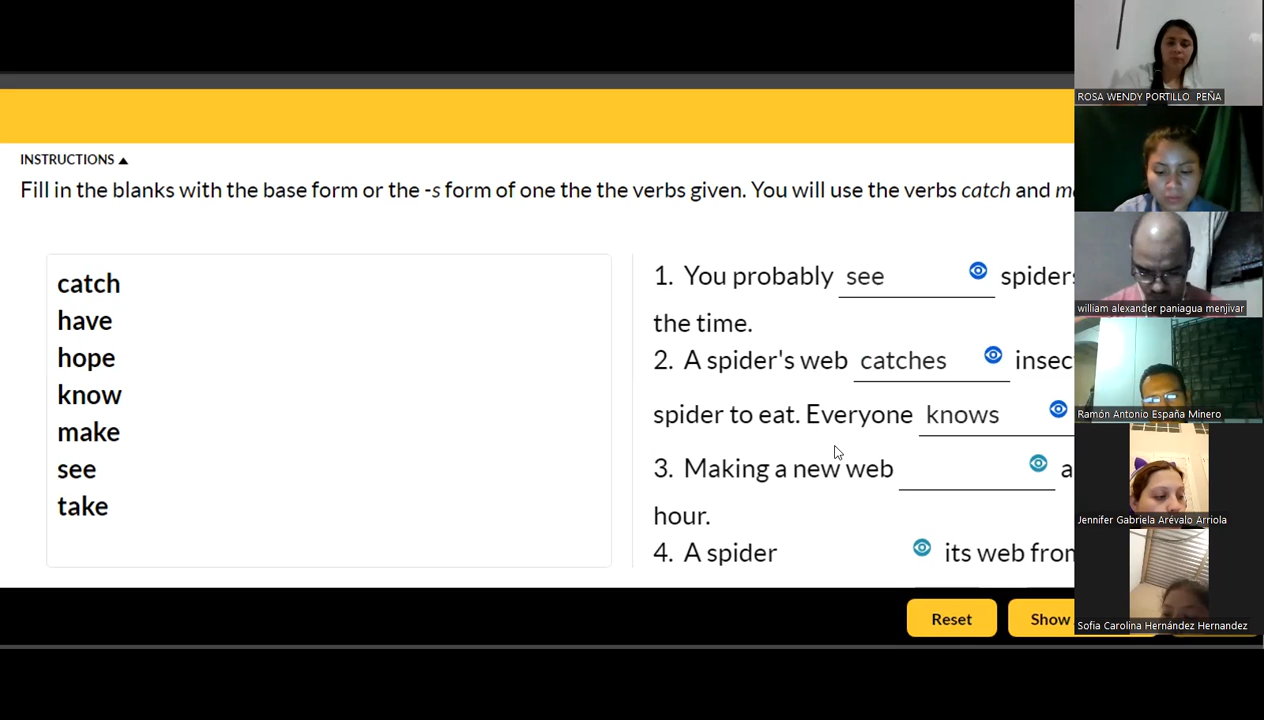 INSTRUCTIONS
Fill in the blanks with the base form or the -s form of one the the verbs given. You will use the verbs catch and
catch
have
hope
know
make
see
take
1. You probably see
the time.
2. A spider's web catches
spider to eat. Everyone knows
3. Making a new web
hour.
4. A spider its web
Reset
Show
ROSA WENDY PORTILLO PEÑA
william alexander paniagua menjivar
Ramón Antonio España Minero
Jennifer Gabriela Arévalo Arriola
Sofia Carolina Hernández Hernandez